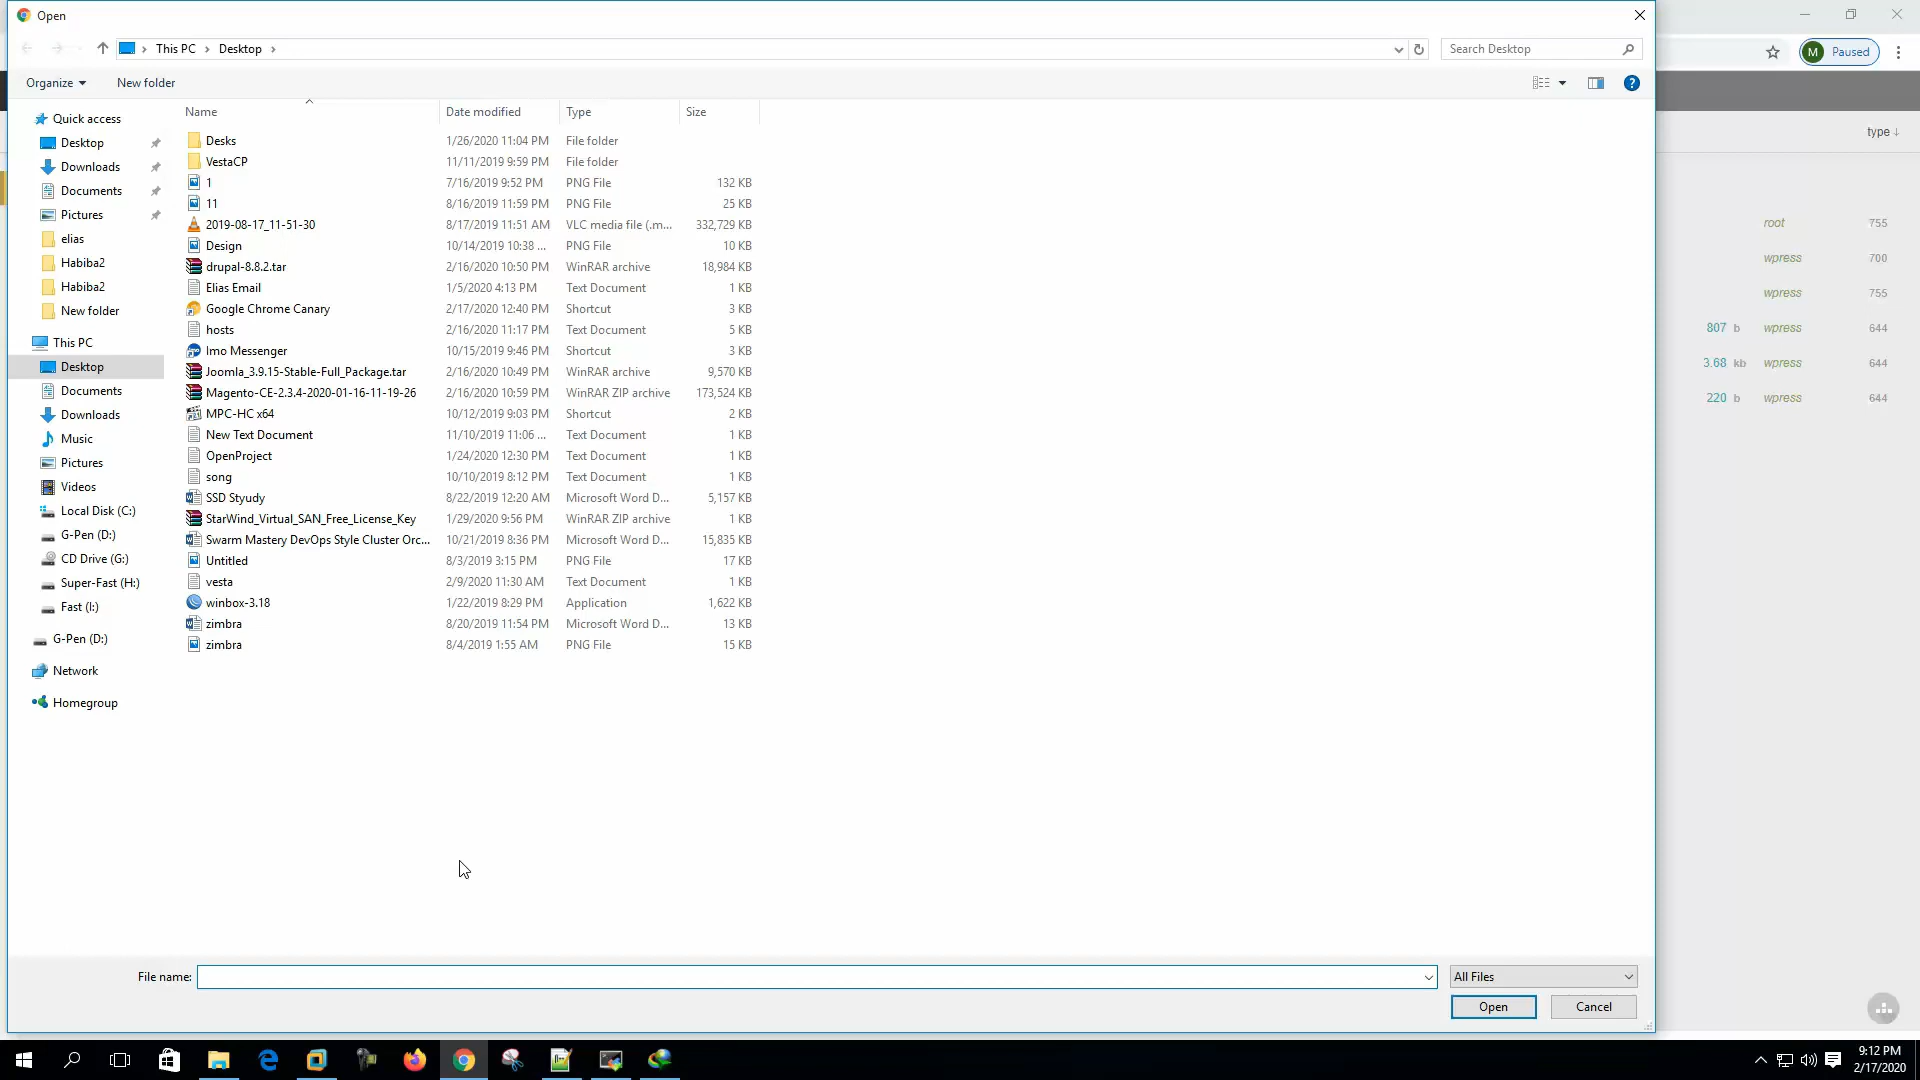 Open
This PC
Desktop
Search Desktop
M
Paused
Organize
New folder
?
type ↓
Quick access
Desktop
Downloads
Documents
Pictures
elias
Habiba2
Habiba2
New folder
This PC
Desktop
Documents
Downloads
Music
Pictures
Videos
Local Disk (C:)
G-Pen (D:)
CD Drive (G:)
Super-Fast (H:)
Fast (I:)
G-Pen (D:)
Network
Homegroup
Name Date modified Type Size
Desks 1/26/2020 11:04 PM File folder
VestaCP 11/11/2019 9:59 PM File folder
1 7/16/2019 9:52 PM PNG File 132 KB
11 8/16/2019 11:59 PM PNG File 25 KB
2019-08-17_11-51-30 8/17/2019 11:51 AM VLC media file (.m... 332,729 KB
Design 10/14/2019 10:38 ... PNG File 10 KB
drupal-8.8.2.tar 2/16/2020 10:50 PM WinRAR archive 18,984 KB
Elias Email 1/5/2020 4:13 PM Text Document 1 KB
Google Chrome Canary 2/17/2020 12:40 PM Shortcut 3 KB
hosts 2/16/2020 11:17 PM Text Document 5 KB
Imo Messenger 10/15/2019 9:46 PM Shortcut 3 KB
Joomla_3.9.15-Stable-Full_Package.tar 2/16/2020 10:49 PM WinRAR archive 9,570 KB
Magento-CE-2.3.4-2020-01-16-11-19-26 2/16/2020 10:59 PM WinRAR ZIP archive 173,524 KB
MPC-HC x64 10/12/2019 9:03 PM Shortcut 2 KB
New Text Document 11/10/2019 11:06 ... Text Document 1 KB
OpenProject 1/24/2020 12:30 PM Text Document 1 KB
song 10/10/2019 8:12 PM Text Document 1 KB
SSD Styudy 8/22/2019 12:20 AM Microsoft Word D... 5,157 KB
StarWind_Virtual_SAN_Free_License_Key 1/29/2020 9:56 PM WinRAR ZIP archive 1 KB
Swarm Mastery DevOps Style Cluster Orc... 10/21/2019 8:36 PM Microsoft Word D... 15,835 KB
Untitled 8/3/2019 3:15 PM PNG File 17 KB
vesta 2/9/2020 11:30 AM Text Document 1 KB
winbox-3.18 1/22/2019 8:29 PM Application 1,622 KB
zimbra 8/20/2019 11:54 PM Microsoft Word D... 13 KB
zimbra 8/4/2019 1:55 AM PNG File 15 KB
root 755
wpress 700
wpress 755
807 b wpress 644
3.68 kb wpress 644
220 b wpress 644
File name:
All Files
Open
Cancel
9:12 PM
2/17/2020